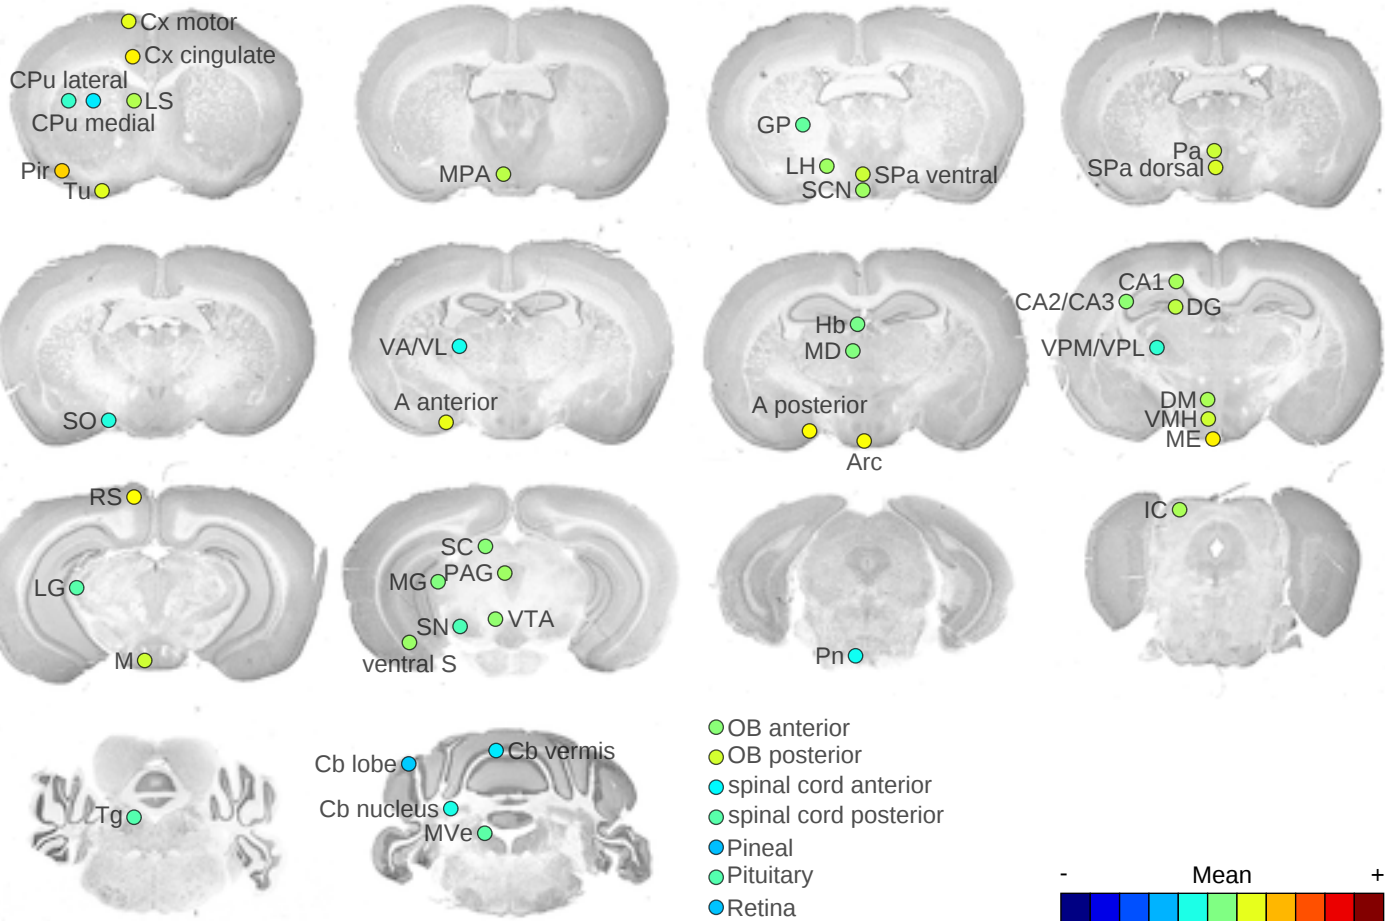 Cx motor
Cx cingulate
CPu lateral
LS
CPu medial
Pir
Tu
MPA
GP
LH
SPa ventral
SCN
Pa
SPa dorsal
SO
VA/VL
A anterior
Hb
MD
A posterior
Arc
CA1
CA2/CA3
DG
VPM/VPL
DM
VMH
ME
RS
LG
M
SC
MG
PAG
SN
VTA
ventral S
Pn
IC
Tg
Cb lobe
Cb vermis
Cb nucleus
MVe
OB anterior
OB posterior
spinal cord anterior
spinal cord posterior
Pineal
Pituitary
Retina
- Mean +